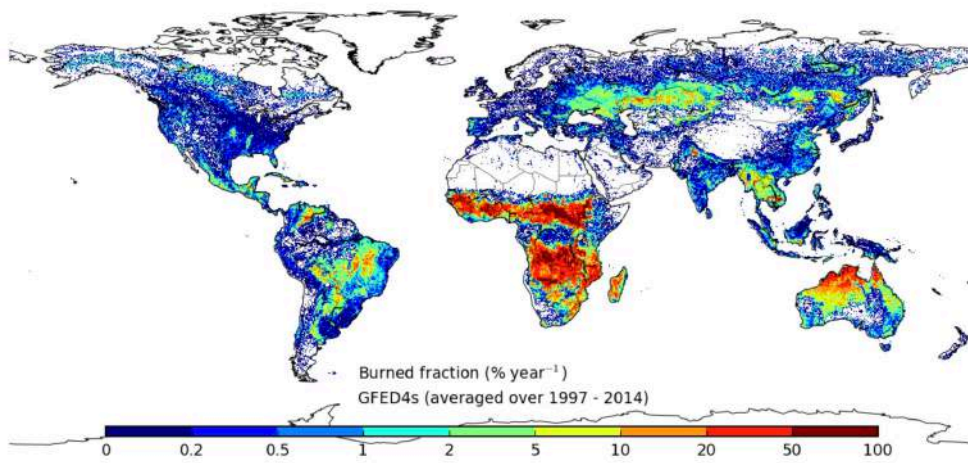 Burned fraction (% year⁻¹)
GFED4s (averaged over 1997 - 2014)
0 0.2 0.5 1 2 5 10 20 50 100